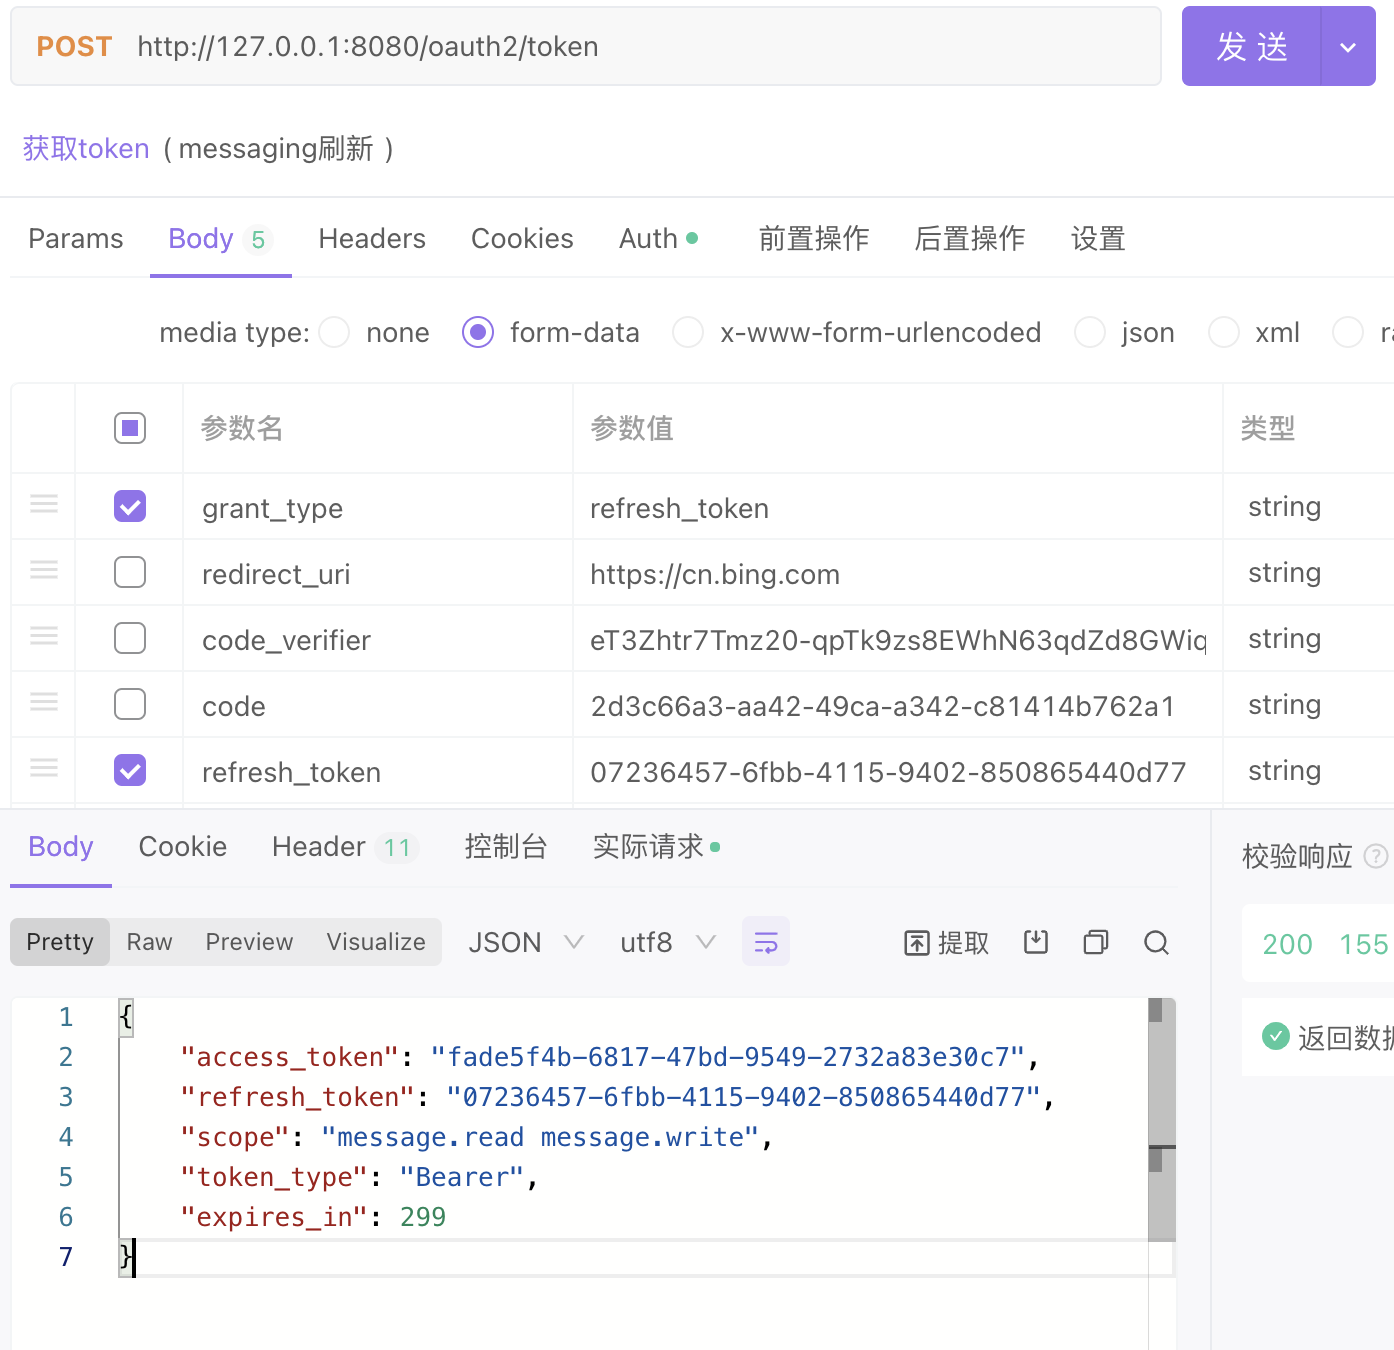 POST http://127.0.0.1:8080/oauth2/token 发 送
获取token ( messaging刷新 )
Params Body 5 Headers Cookies Auth 前置操作 后置操作 设置
media type: none form-data x-www-form-urlencoded json xml
参数名 参数值 类型
grant_type refresh_token string
redirect_uri https://cn.bing.com string
code_verifier eT3Zhtr7Tmz20-qpTk9zs8EWhN63qdZd8GWiq string
code 2d3c66a3-aa42-49ca-a342-c81414b762a1 string
refresh_token 07236457-6fbb-4115-9402-850865440d77 string
Body Cookie Header 11 控制台 实际请求 校验响应 ?
Pretty Raw Preview Visualize JSON utf8 提取 200 155
1 {
2 "access_token": "fade5f4b-6817-47bd-9549-2732a83e30c7",
3 "refresh_token": "07236457-6fbb-4115-9402-850865440d77",
4 "scope": "message.read message.write",
5 "token_type": "Bearer",
6 "expires_in": 299
7 }
返回数据